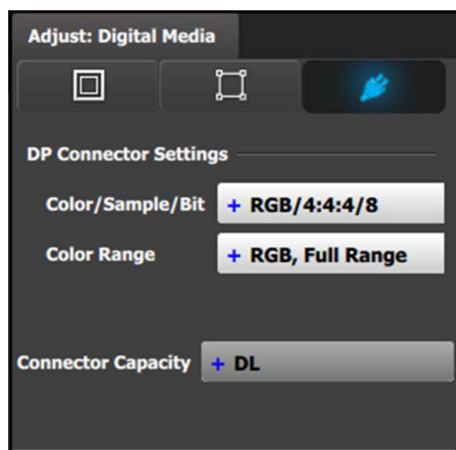 Adjust: Digital Media
DP Connector Settings
Color/Sample/Bit + RGB/4:4:4/8
Color Range + RGB, Full Range
Connector Capacity + DL